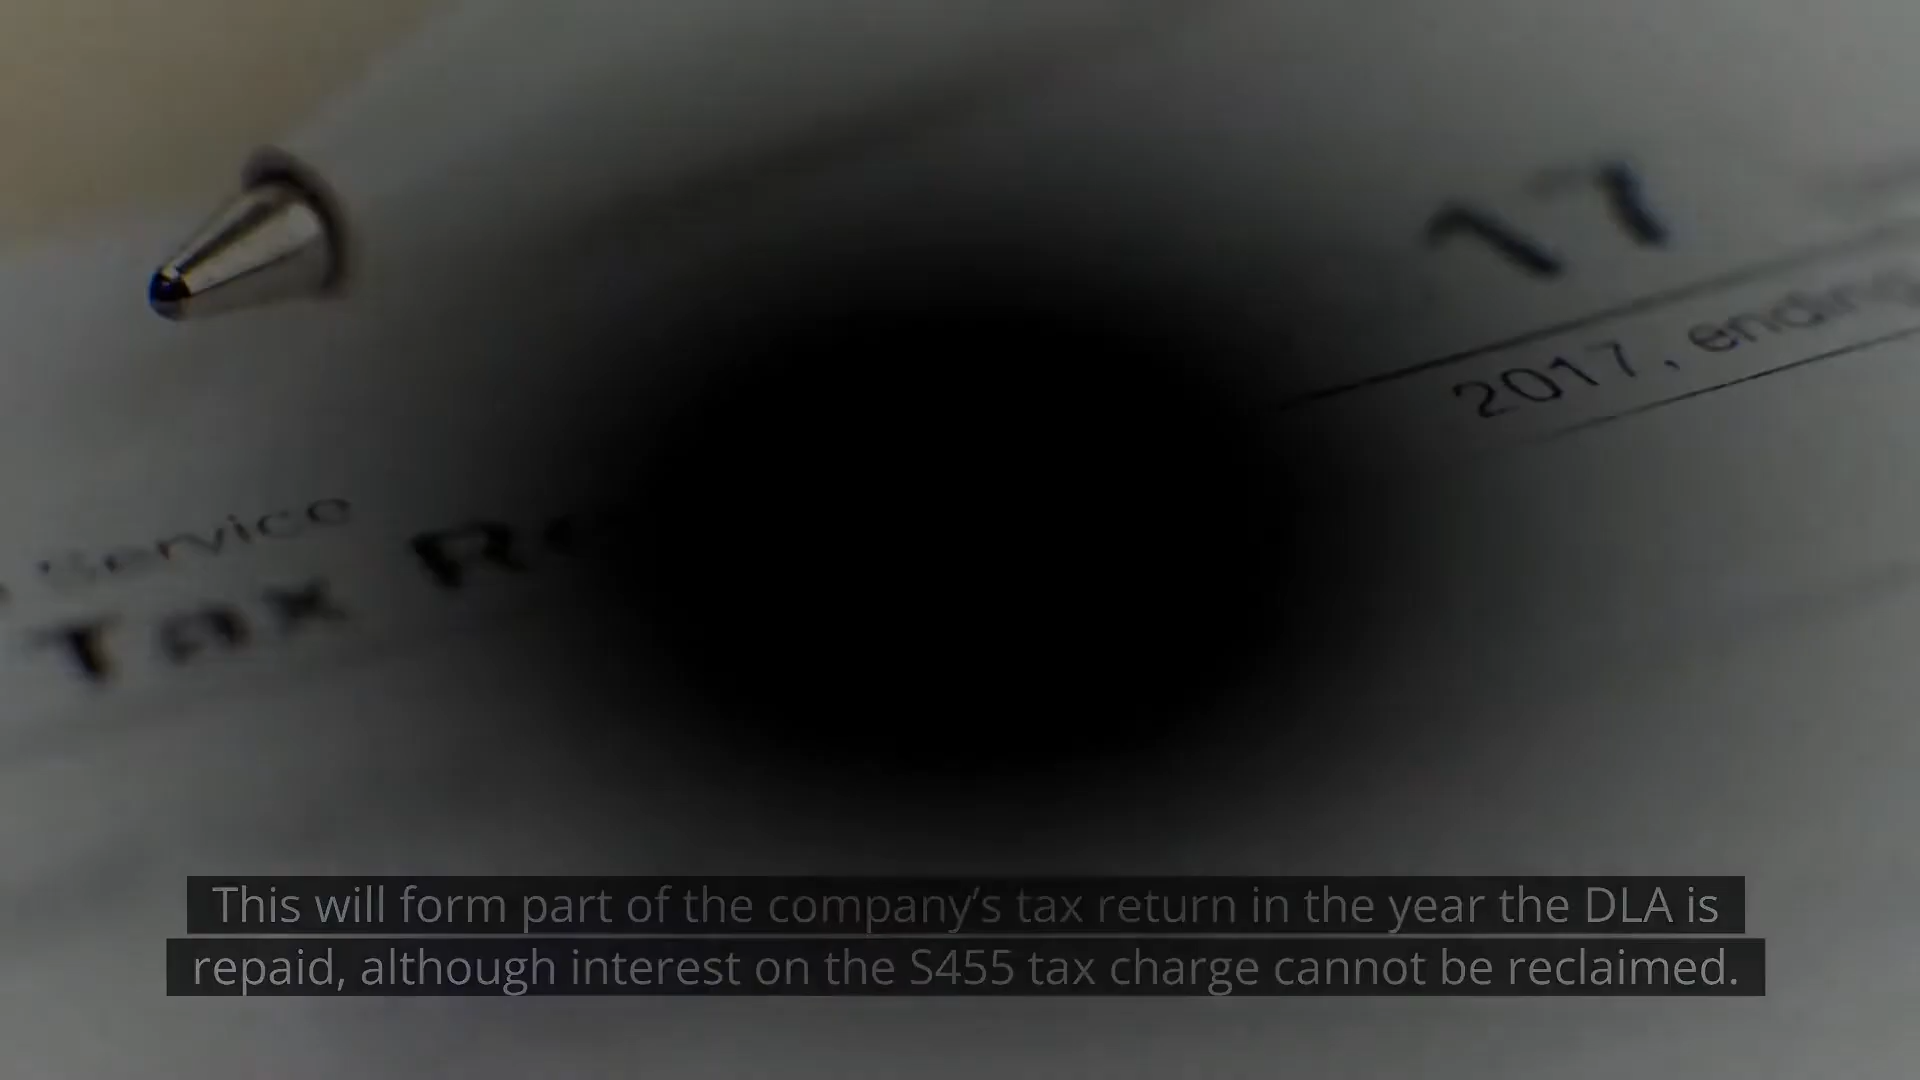 17
2017, ending
Service
Tax
This will form part of the company’s tax return in the year the DLA is
repaid, although interest on the S455 tax charge cannot be reclaimed.